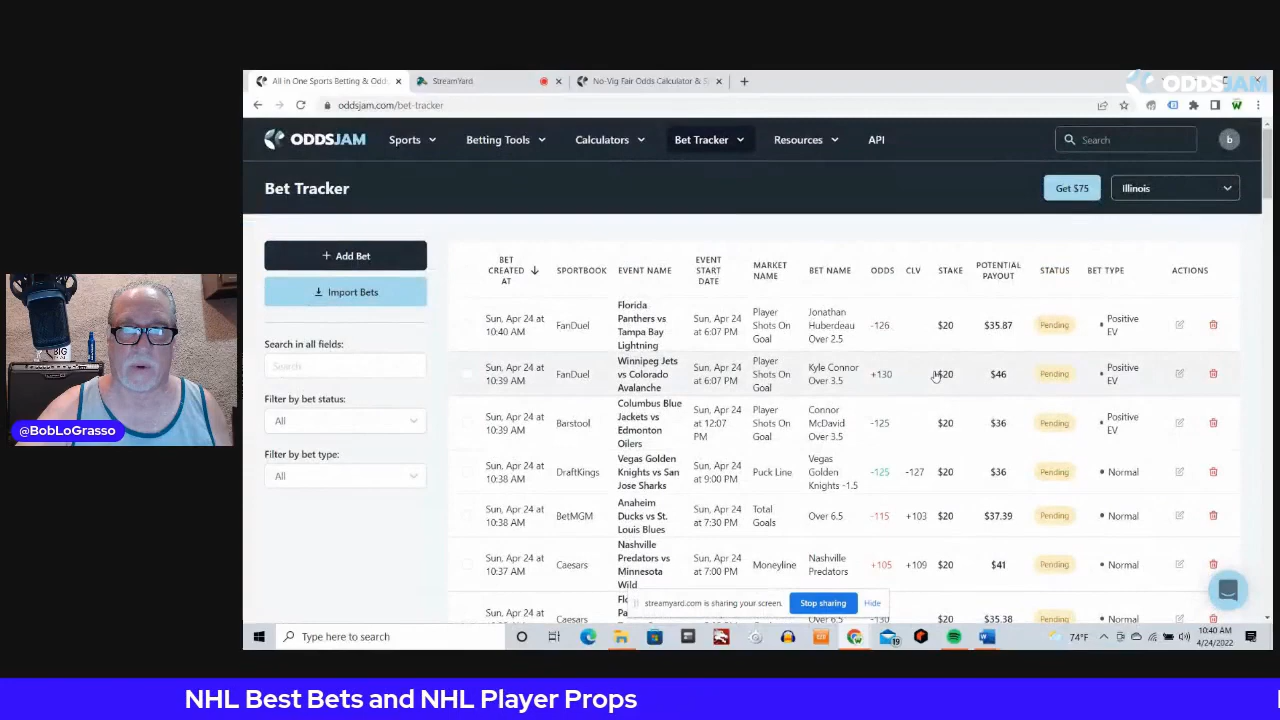 All in One Sports Betting & Odds
StreamYard
No-Vig Fair Odds Calculator & S
ODDSJAM
oddsjam.com/bet-tracker
ODDSJAM
Sports
Betting Tools
Calculators
Bet Tracker
Resources
API
Search
b
Bet Tracker
Get $75
Illinois
+ Add Bet
Import Bets
Search in all fields:
Search
Filter by bet status:
All
Filter by bet type:
All
BET CREATED AT SPORTBOOK EVENT NAME EVENT START DATE MARKET NAME BET NAME ODDS CLV STAKE POTENTIAL PAYOUT STATUS BET TYPE ACTIONS
Sun, Apr 24 at 10:40 AM FanDuel Florida Panthers vs Tampa Bay Lightning Sun, Apr 24 at 6:07 PM Player Shots On Goal Jonathan Huberdeau Over 2.5 -126 $20 $35.87 Pending • Positive EV
Sun, Apr 24 at 10:39 AM FanDuel Winnipeg Jets vs Colorado Avalanche Sun, Apr 24 at 6:07 PM Player Shots On Goal Kyle Connor Over 3.5 +130 $20 $46 Pending • Positive EV
Sun, Apr 24 at 10:39 AM Barstool Columbus Blue Jackets vs Edmonton Oilers Sun, Apr 24 at 12:07 PM Player Shots On Goal Connor McDavid Over 3.5 -125 $20 $36 Pending • Positive EV
Sun, Apr 24 at 10:38 AM DraftKings Vegas Golden Knights vs San Jose Sharks Sun, Apr 24 at 9:00 PM Puck Line Vegas Golden Knights -1.5 -125 -127 $20 $36 Pending • Normal
Sun, Apr 24 at 10:38 AM BetMGM Anaheim Ducks vs St. Louis Blues Sun, Apr 24 at 7:30 PM Total Goals Over 6.5 -115 +103 $20 $37.39 Pending • Normal
Sun, Apr 24 at 10:37 AM Caesars Nashville Predators vs Minnesota Wild Sun, Apr 24 at 7:00 PM Moneyline Nashville Predators +105 +109 $20 $41 Pending • Normal
Caesars -130 $20 $35.38
streamyard.com is sharing your screen.
Stop sharing
Hide
BIG
@BobLoGrasso
Type here to search
19
74°F
10:40 AM
4/24/2022
NHL Best Bets and NHL Player Props